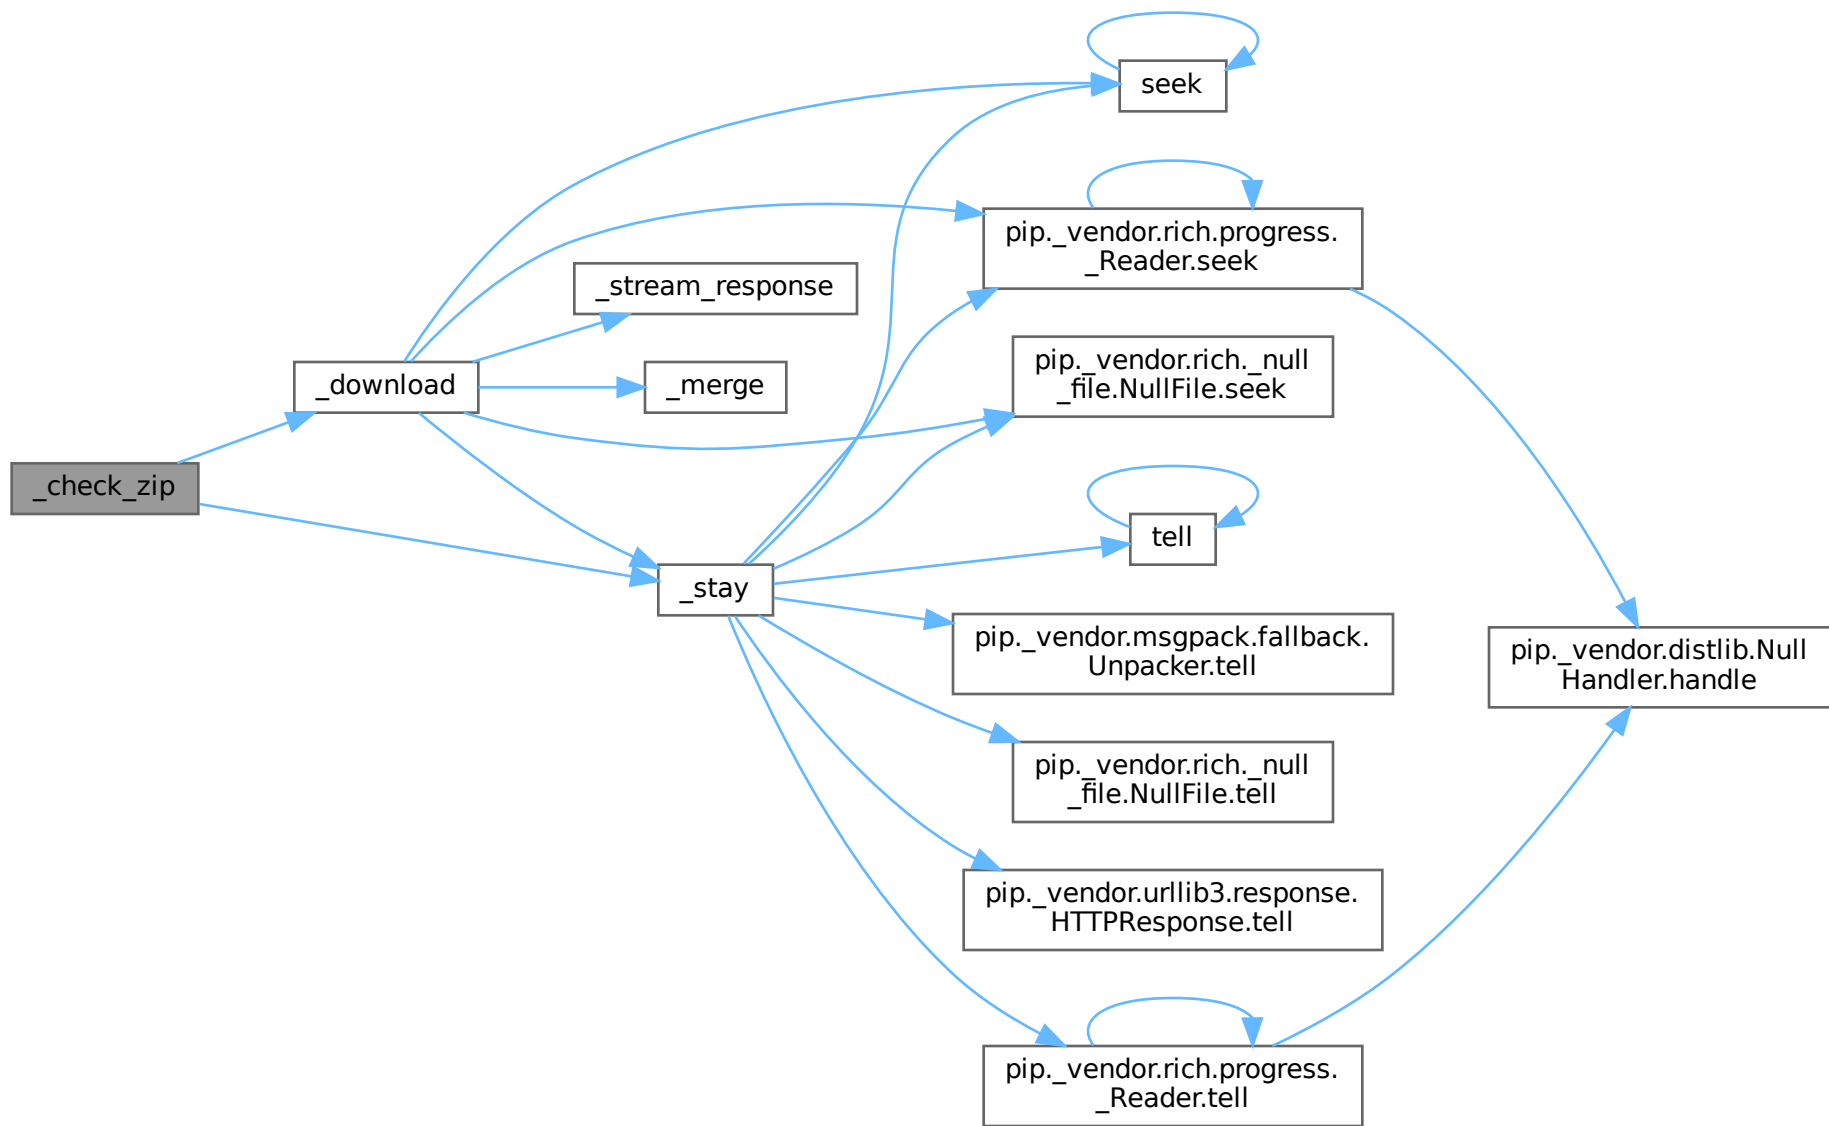 _check_zip
_download
_stream_response
_merge
_stay
seek
pip._vendor.rich.progress.
_Reader.seek
pip._vendor.rich._null
_file.NullFile.seek
tell
pip._vendor.msgpack.fallback.
Unpacker.tell
pip._vendor.rich._null
_file.NullFile.tell
pip._vendor.urllib3.response.
HTTPResponse.tell
pip._vendor.rich.progress.
_Reader.tell
pip._vendor.distlib.Null
Handler.handle